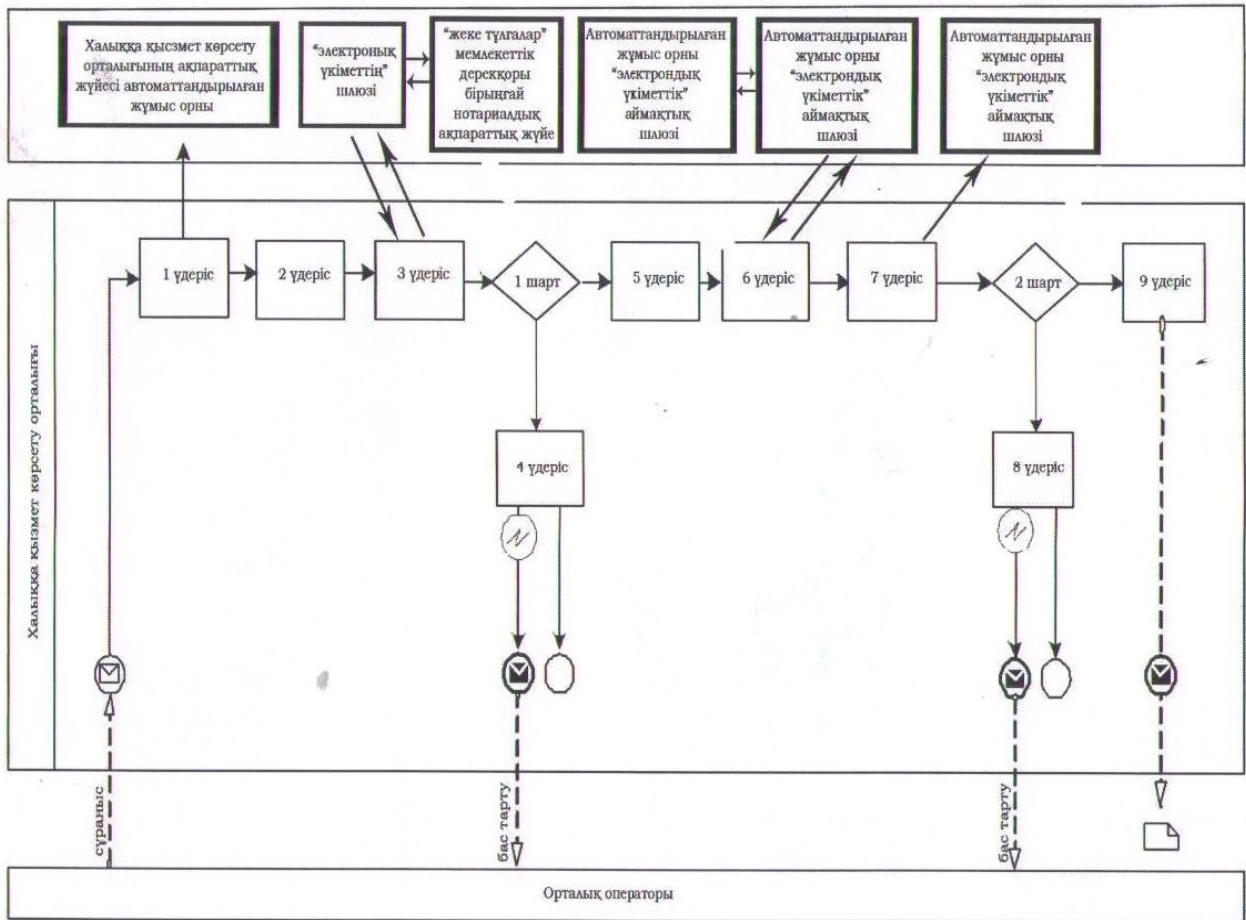 Халыққа қысзмет көрсету
орталығының ақпараттық
жүйесі автоматтандырылған
жұмыс орны
“электроның
үкіметтің”
шлюзі
“жеке тұлғалар”
мемлекеттік
дерекқоры
бірыңғай
нотариалдық
ақпараттық жүйе
Автоматтандырылған
жұмыс орны
“электрондық
үкіметтік”
аймақтық
шлюзі
Автоматтандырылған
жұмыс орны
“электрондық
үкіметтік”
аймақтық
шлюзі
Автоматтандырылған
жұмыс орны
“электрондық
үкіметтік”
аймақтық
шлюзі
Халыққа қызмет көрсету орталығы
1 үдеріс
2 үдеріс
3 үдеріс
1 шарт
5 үдеріс
6 үдеріс
7 үдеріс
2 шарт
9 үдеріс
4 үдеріс
8 үдеріс
N
N
сұраныс
бас тарту
бас тарту
Орталық операторы